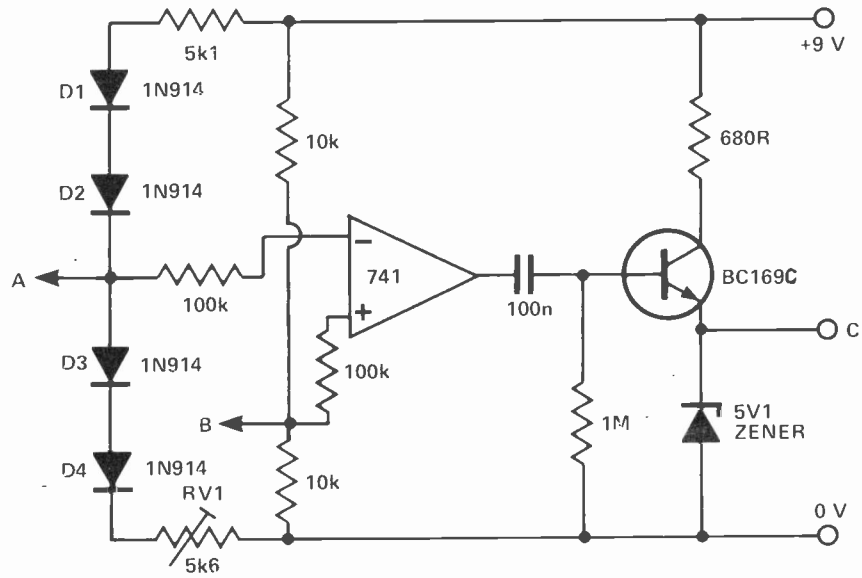 5k1
+9 V
D1
1N914
10k
680R
D2
1N914
A
100k
−
741
+
100n
BC169C
C
D3
1N914
100k
B
1M
5V1
ZENER
D4
1N914
RV1
5k6
10k
0 V